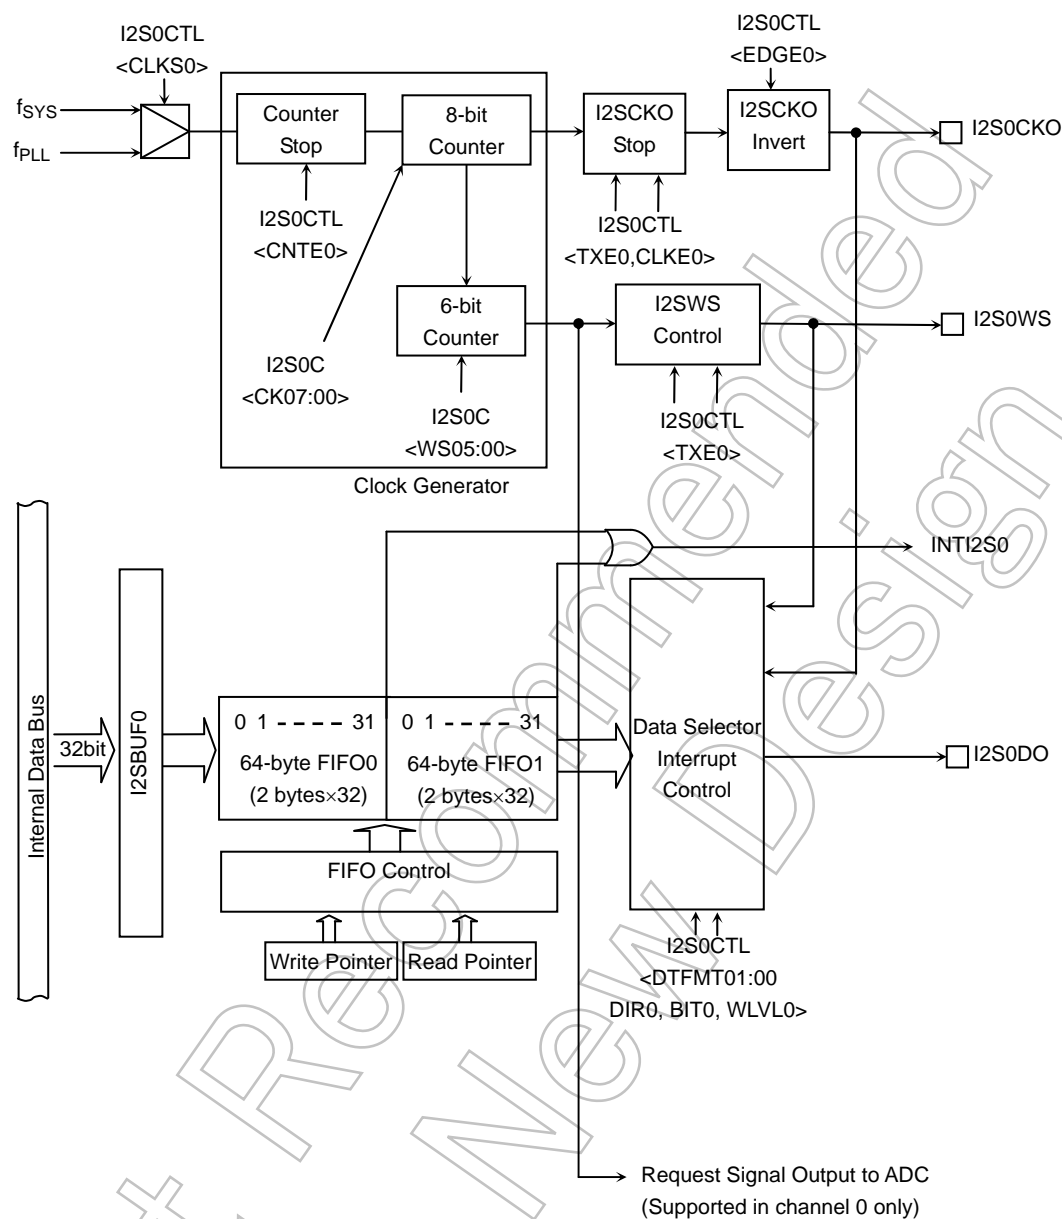 I2S0CTL
<CLKS0>
fSYS
fPLL
Counter
Stop
8-bit
Counter
I2S0CTL
<CNTE0>
6-bit
Counter
I2S0C
<CK07:00>
I2S0C
<WS05:00>
Clock Generator
I2SCKO
Stop
I2S0CTL
<TXE0,CLKE0>
I2S0CTL
<EDGE0>
I2SCKO
Invert
I2S0CKO
I2SWS
Control
I2S0CTL
<TXE0>
I2S0WS
INTI2S0
Internal Data Bus
32bit
I2SBUF0
0 1 - - - - - 31
64-byte FIFO0
(2 bytes×32)
0 1 - - - - - 31
64-byte FIFO1
(2 bytes×32)
FIFO Control
Write Pointer
Read Pointer
Data Selector
Interrupt
Control
I2S0DO
I2S0CTL
<DTFMT01:00
DIR0, BIT0, WLVL0>
Request Signal Output to ADC
(Supported in channel 0 only)
Recommended
New Design